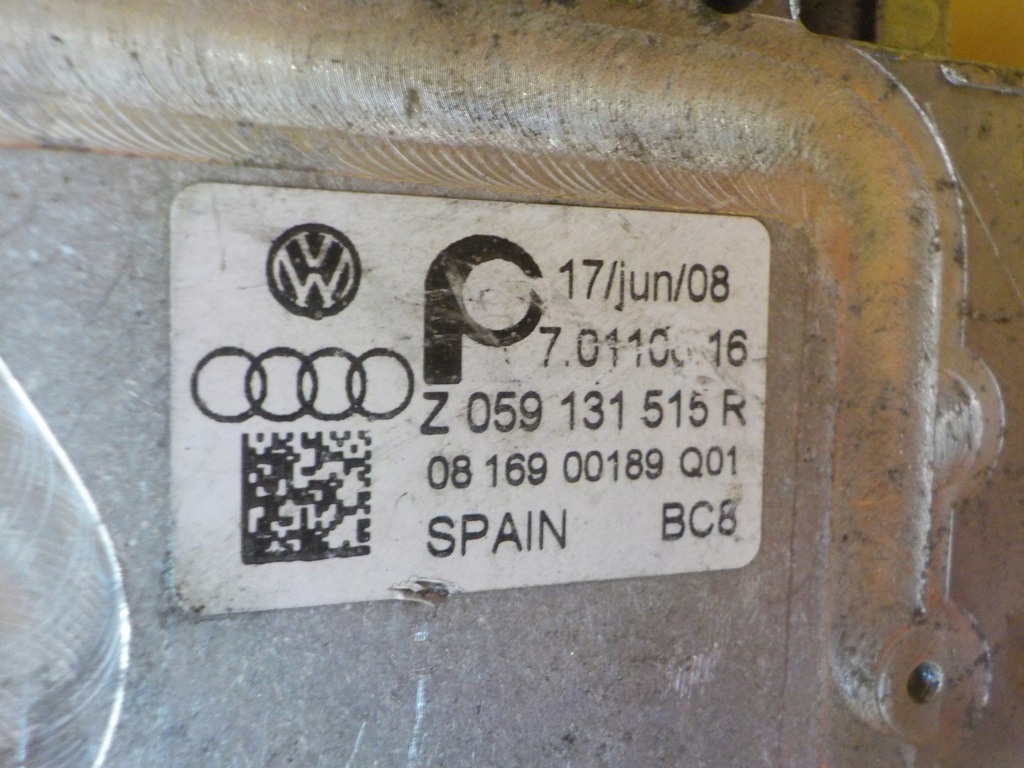 17/jun/08
Z 059 131 515 R
08 169 00189 Q01
SPAIN BC8